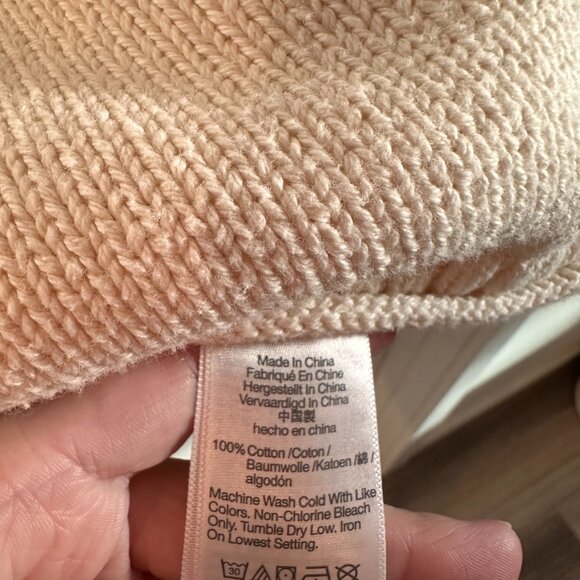 Made In China
Fabriqué En Chine
Hergestellt In China
Vervaardigd In China
中国製
hecho en china
100% Cotton /Coton/
Baumwolle /Katoen /綿/
algodón
Machine Wash Cold With Like
Colors. Non-Chlorine Bleach
Only. Tumble Dry Low. Iron
On Lowest Setting.
30